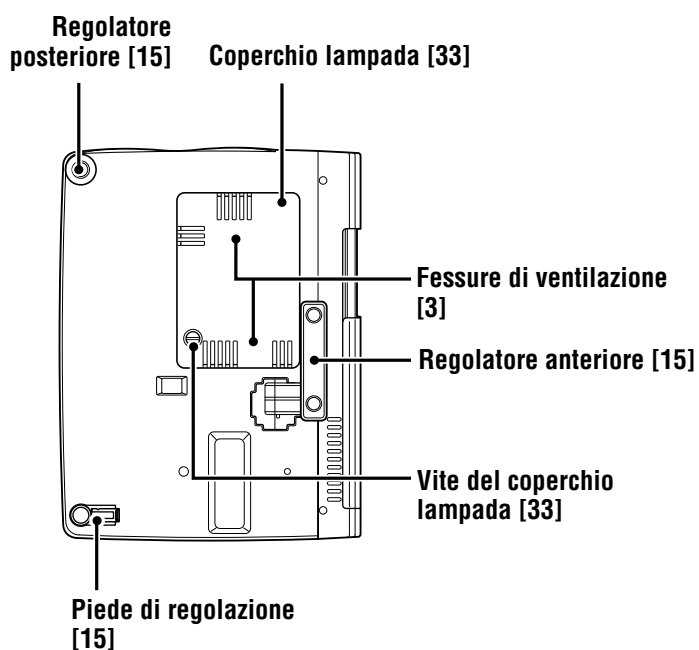 Regolatore
posteriore [15]
Coperchio lampada [33]
Fessure di ventilazione
[3]
Regolatore anteriore [15]
Vite del coperchio
lampada [33]
Piede di regolazione
[15]